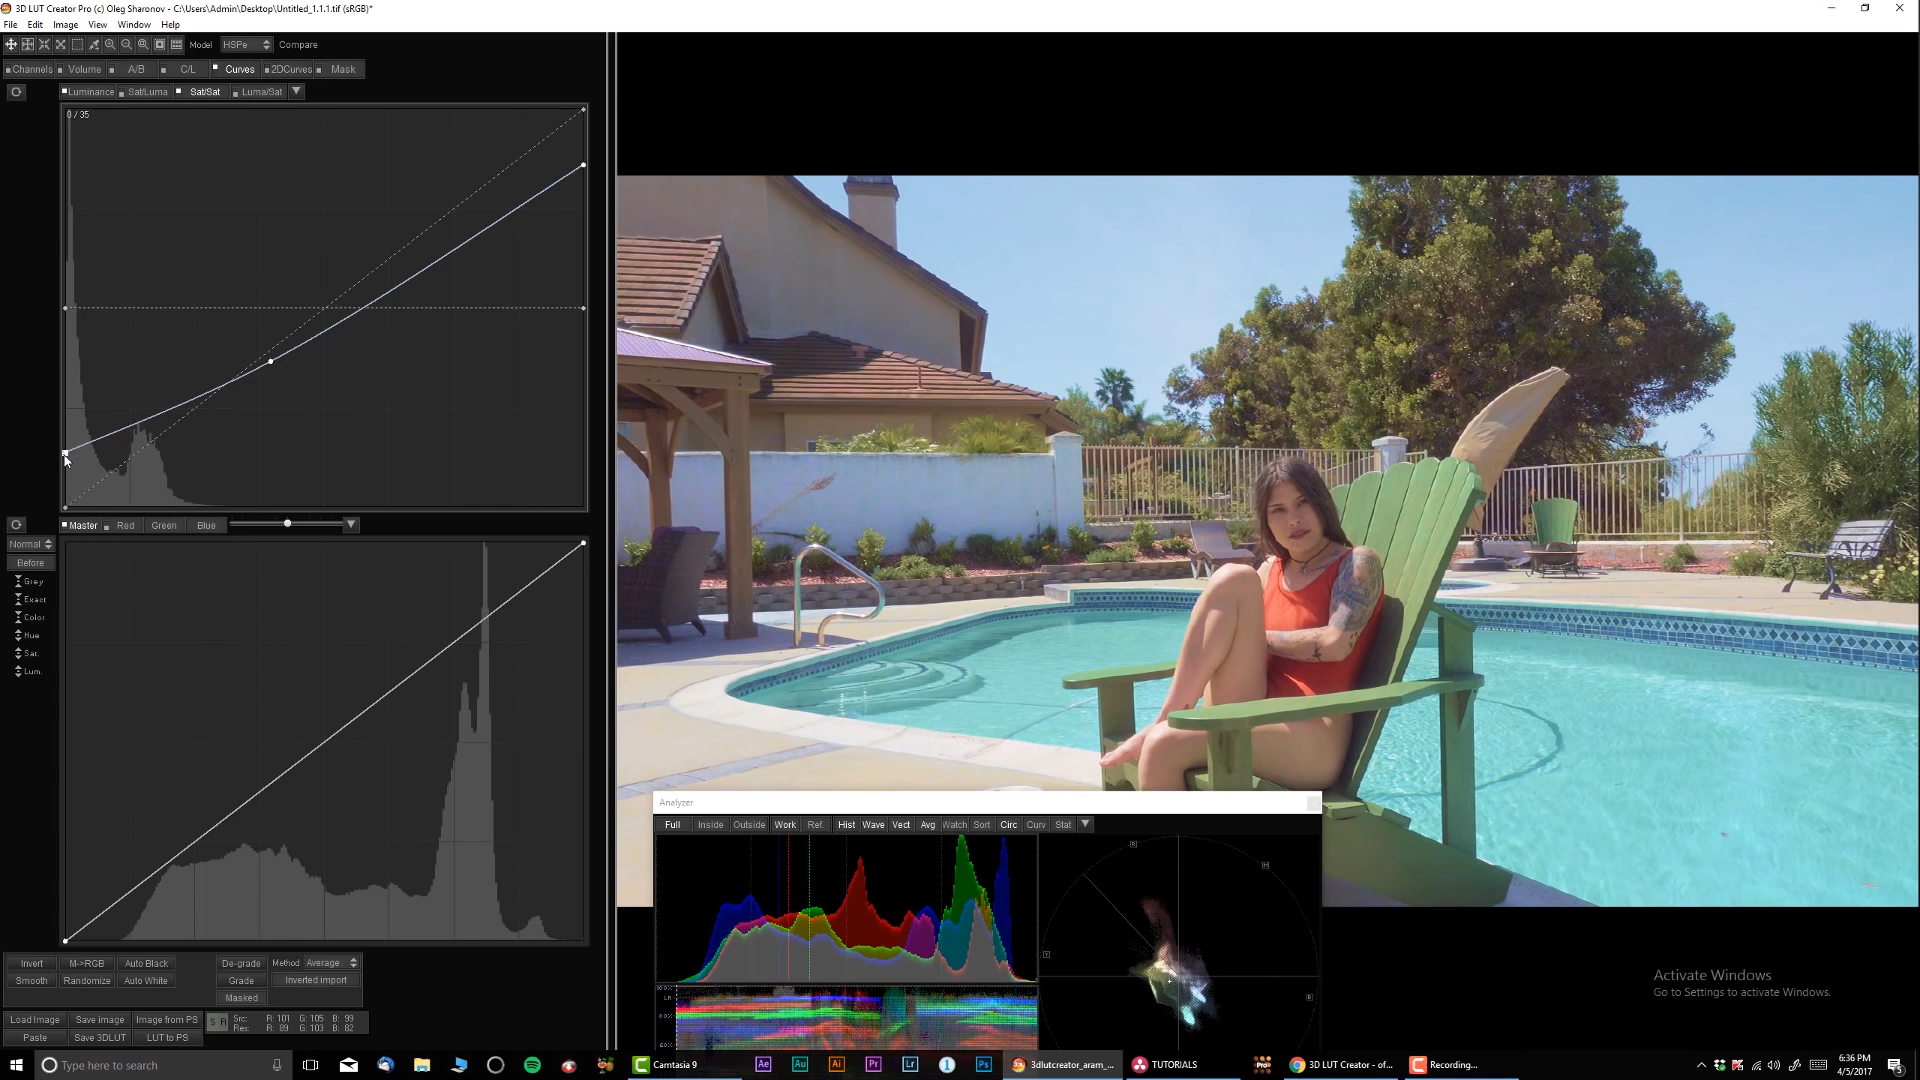 3D LUT Creator Pro (c) Oleg Sharonov - C:\Users\Admin\Desktop\Untitled_1.1.1.tif (sRGB)*
File Edit Image View Window Help
Model HSPe Compare
Channels Volume A/B C/L Curves 2DCurves Mask
Luminance Sat/Luma Sat/Sat Luma/Sat
0 / 35
Master Red Green Blue
Normal
Before
Grey
Exact
Color
Hue
Sat.
Lum.
Invert M->RGB Auto Black De-grade Method Average
Smooth Randomize Auto White Grade Inverted import
Masked
Load Image Save image Image from PS S R Src: R: 101 G: 105 B: 99
Paste Save 3DLUT LUT to PS Res: R: 89 G: 103 B: 82
Analyzer
Full Inside Outside Work Ref. Hist Wave Vect Avg Watch Sort Circ Curv Stat
Activate Windows
Go to Settings to activate Windows.
Type here to search
Camtasia 9
Ae Au Ai Pr Lr Ps
3dlutcreator_aram_...
TUTORIALS
3D LUT Creator - of...
Recording...
6:36 PM
4/5/2017